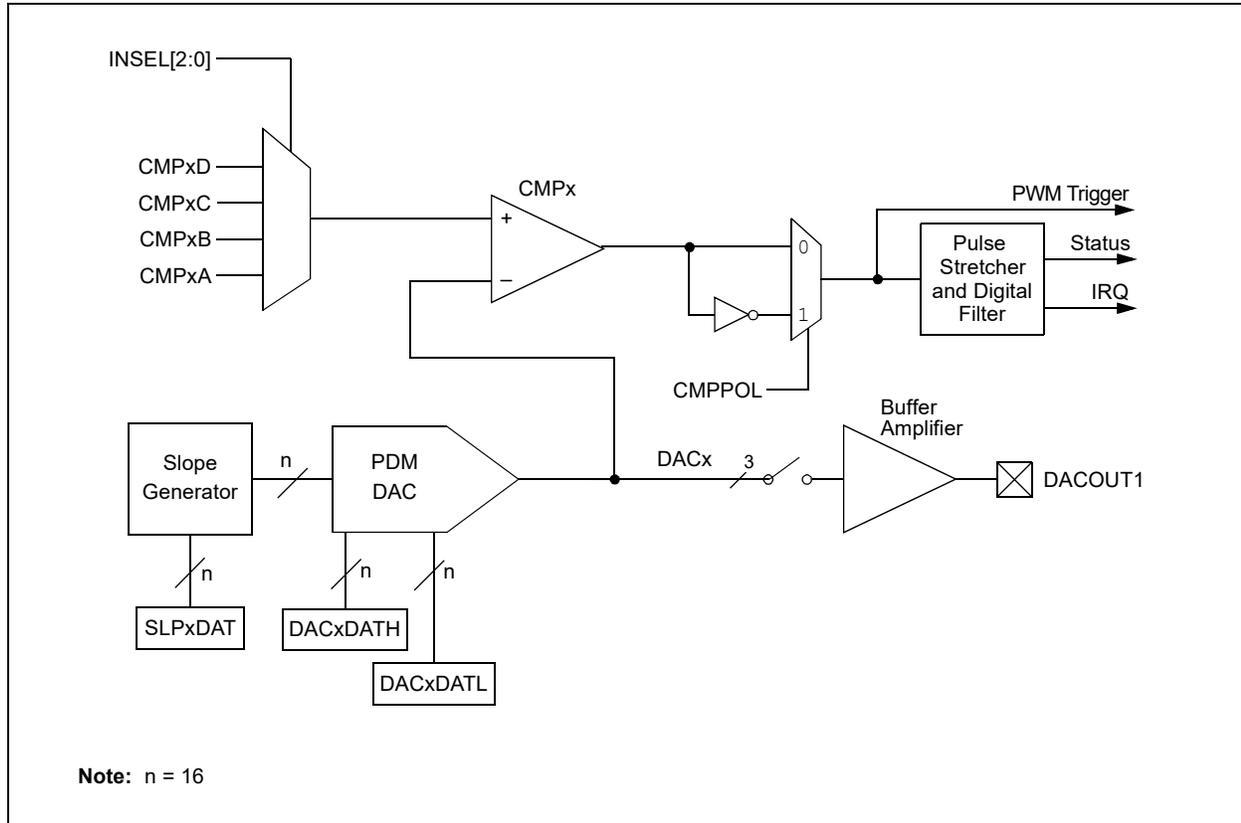 INSEL[2:0]
CMPxD
CMPxC
CMPxB
CMPxA
CMPx
+
–
0
1
CMPPOL
PWM Trigger
Pulse
Stretcher
and Digital
Filter
Status
IRQ
Slope
Generator
n
PDM
DAC
DACx
3
Buffer
Amplifier
DACOUT1
n
n
n
SLPxDAT
DACxDATH
DACxDATL
Note: n = 16